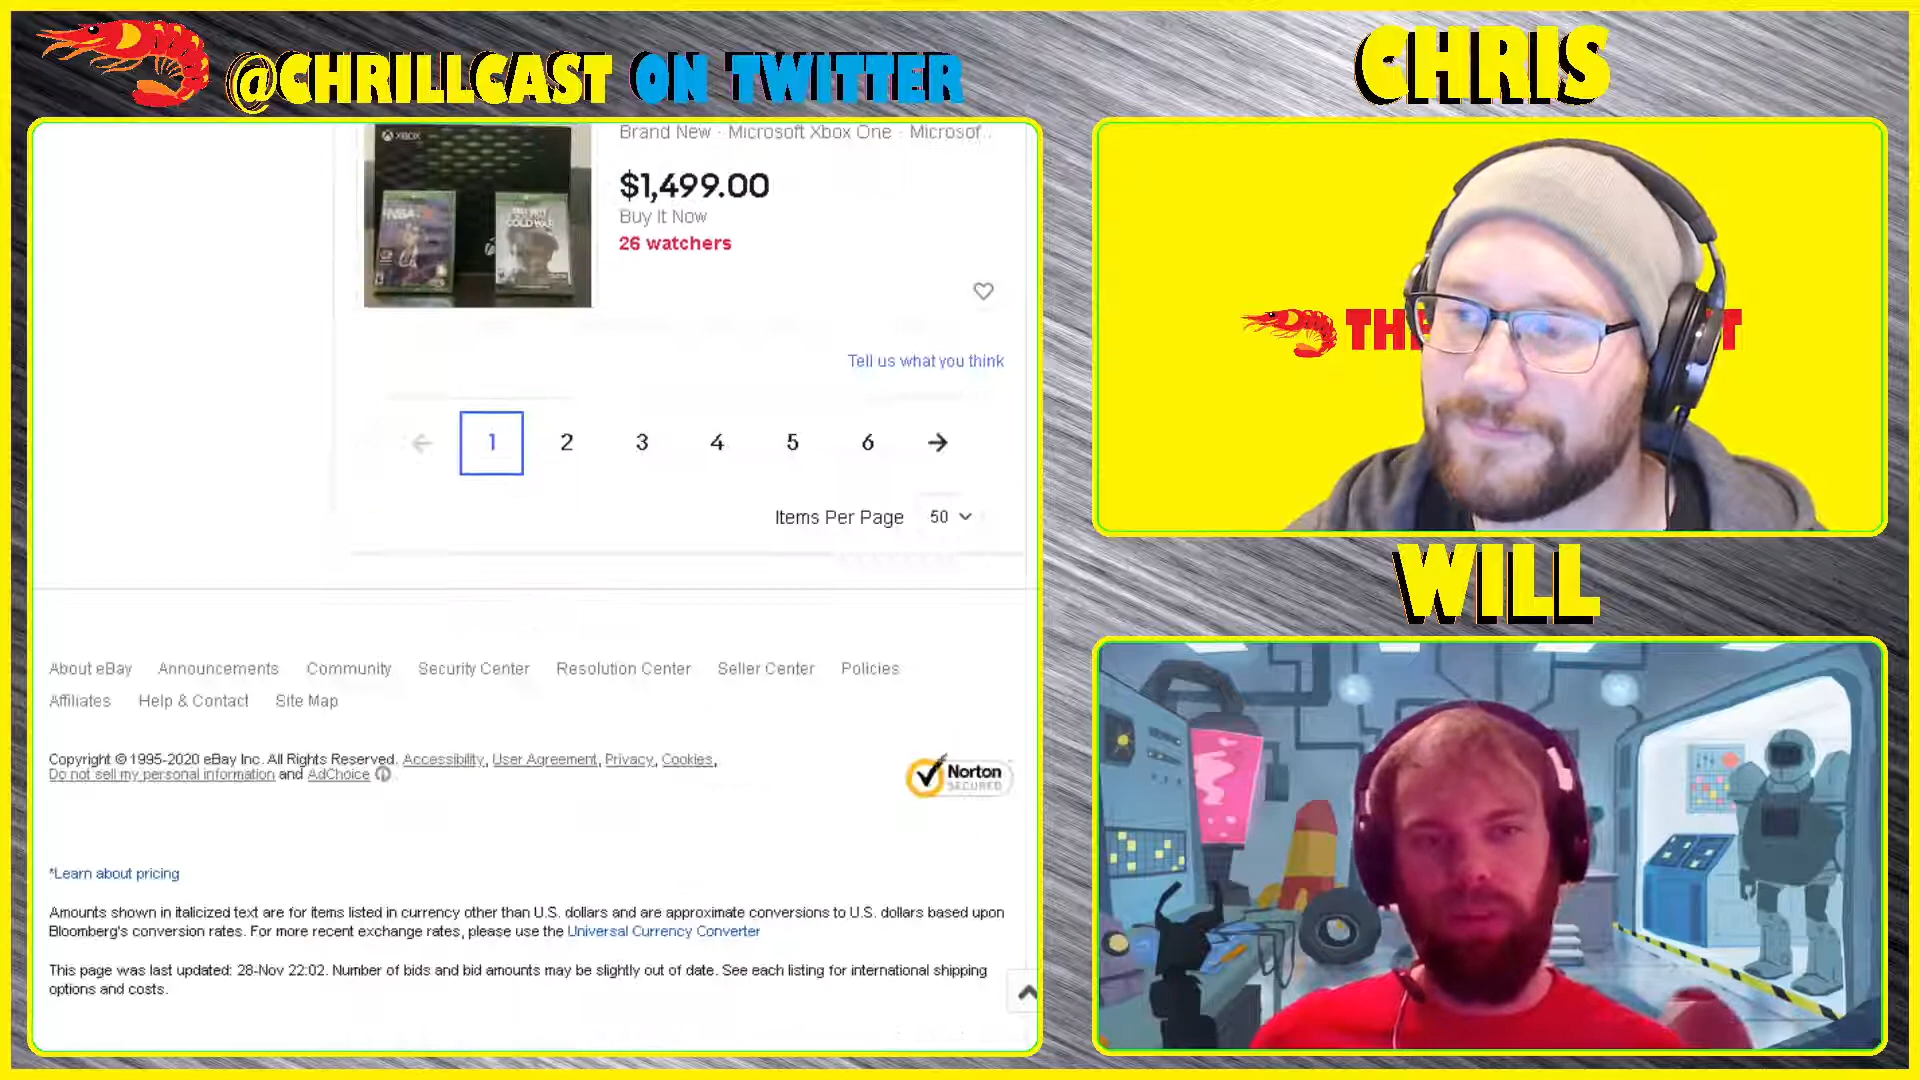 @CHRILLCAST ON TWITTER
CHRIS
XBOX
Brand New · Microsoft Xbox One · Microsof...
$1,499.00
Buy It Now
26 watchers
NBA
COLD WAR
Tell us what you think
1 2 3 4 5 6
Items Per Page 50
About eBay Announcements Community Security Center Resolution Center Seller Center Policies
Affiliates Help & Contact Site Map
Copyright © 1995-2020 eBay Inc. All Rights Reserved. Accessibility, User Agreement, Privacy, Cookies,
Do not sell my personal information and AdChoice
Norton
SECURED
*Learn about pricing
Amounts shown in italicized text are for items listed in currency other than U.S. dollars and are approximate conversions to U.S. dollars based upon
Bloomberg's conversion rates. For more recent exchange rates, please use the Universal Currency Converter
This page was last updated: 28-Nov 22:02. Number of bids and bid amounts may be slightly out of date. See each listing for international shipping
options and costs.
WILL